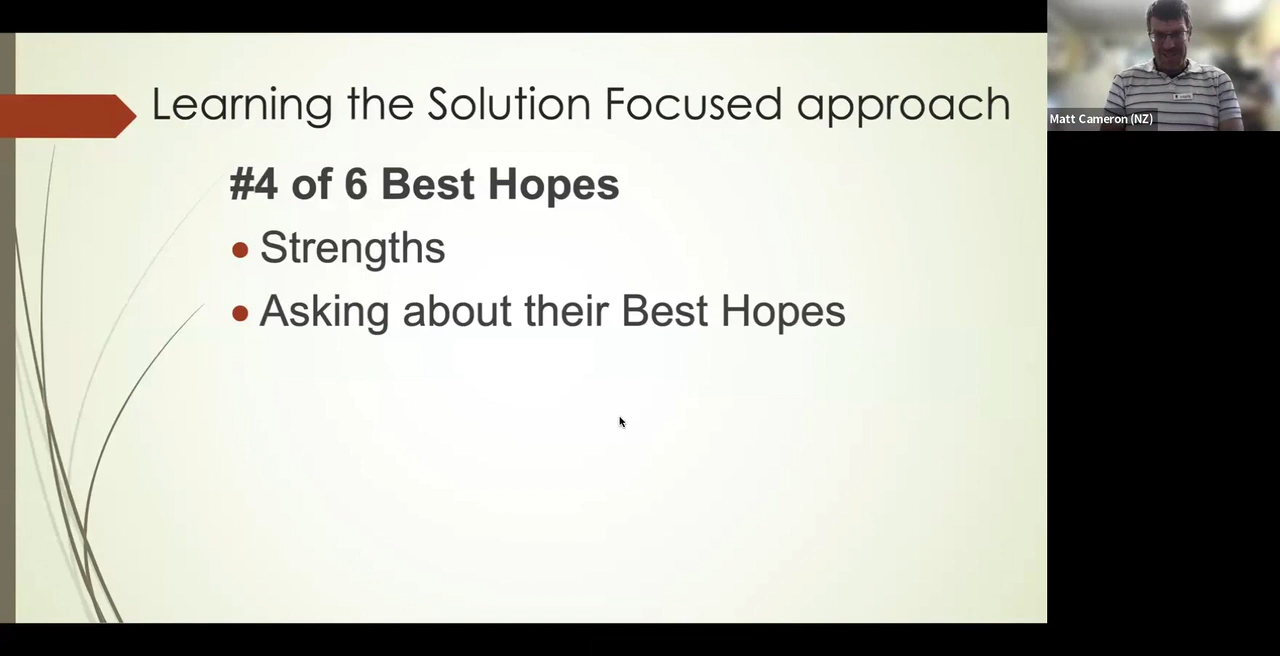 Learning the Solution Focused approach
#4 of 6 Best Hopes
Strengths
Asking about their Best Hopes
Matt Cameron (NZ)